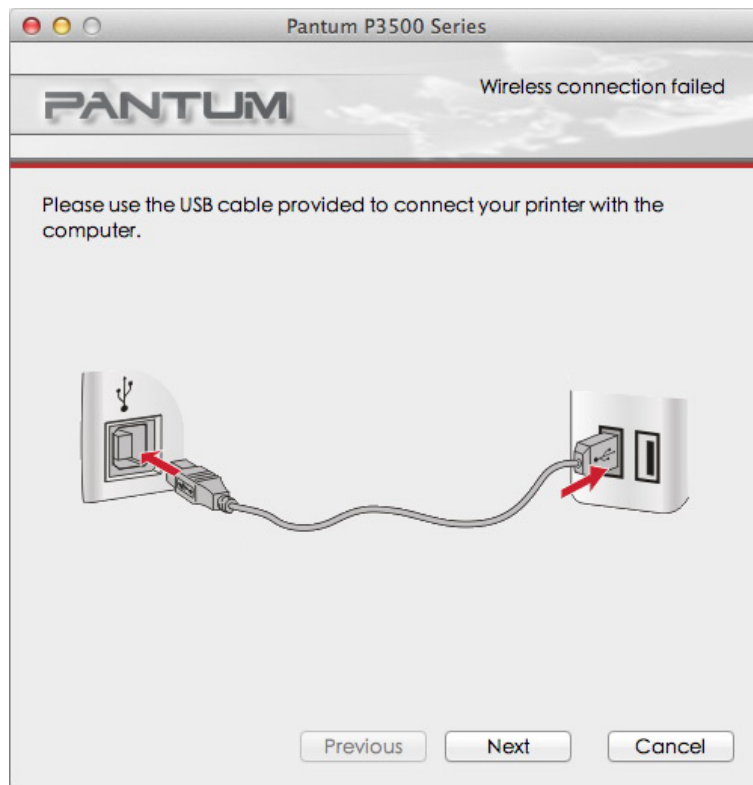 Pantum P3500 Series
PANTUM
Wireless connection failed
Please use the USB cable provided to connect your printer with the
computer.
Previous
Next
Cancel